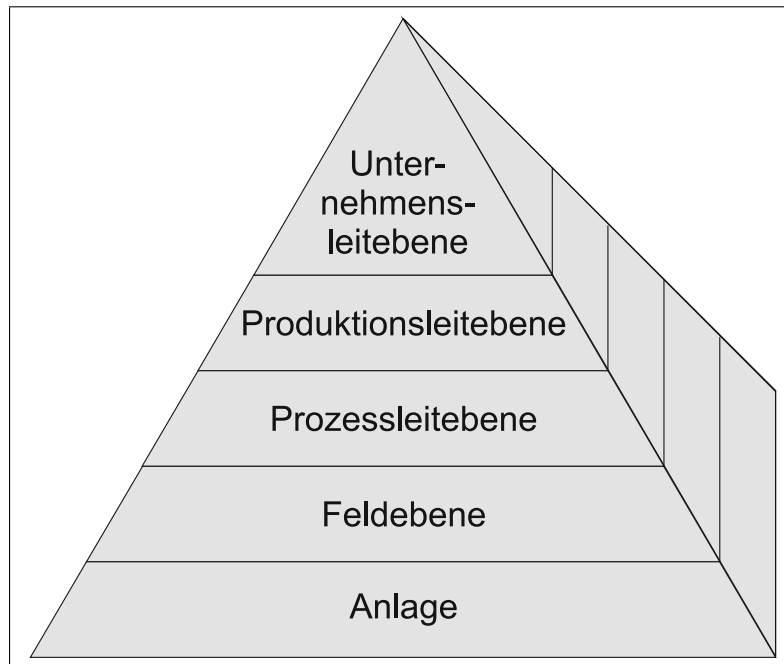 Unter-
nehmens-
leitebene
Produktionsleitebene
Prozessleitebene
Feldebene
Anlage